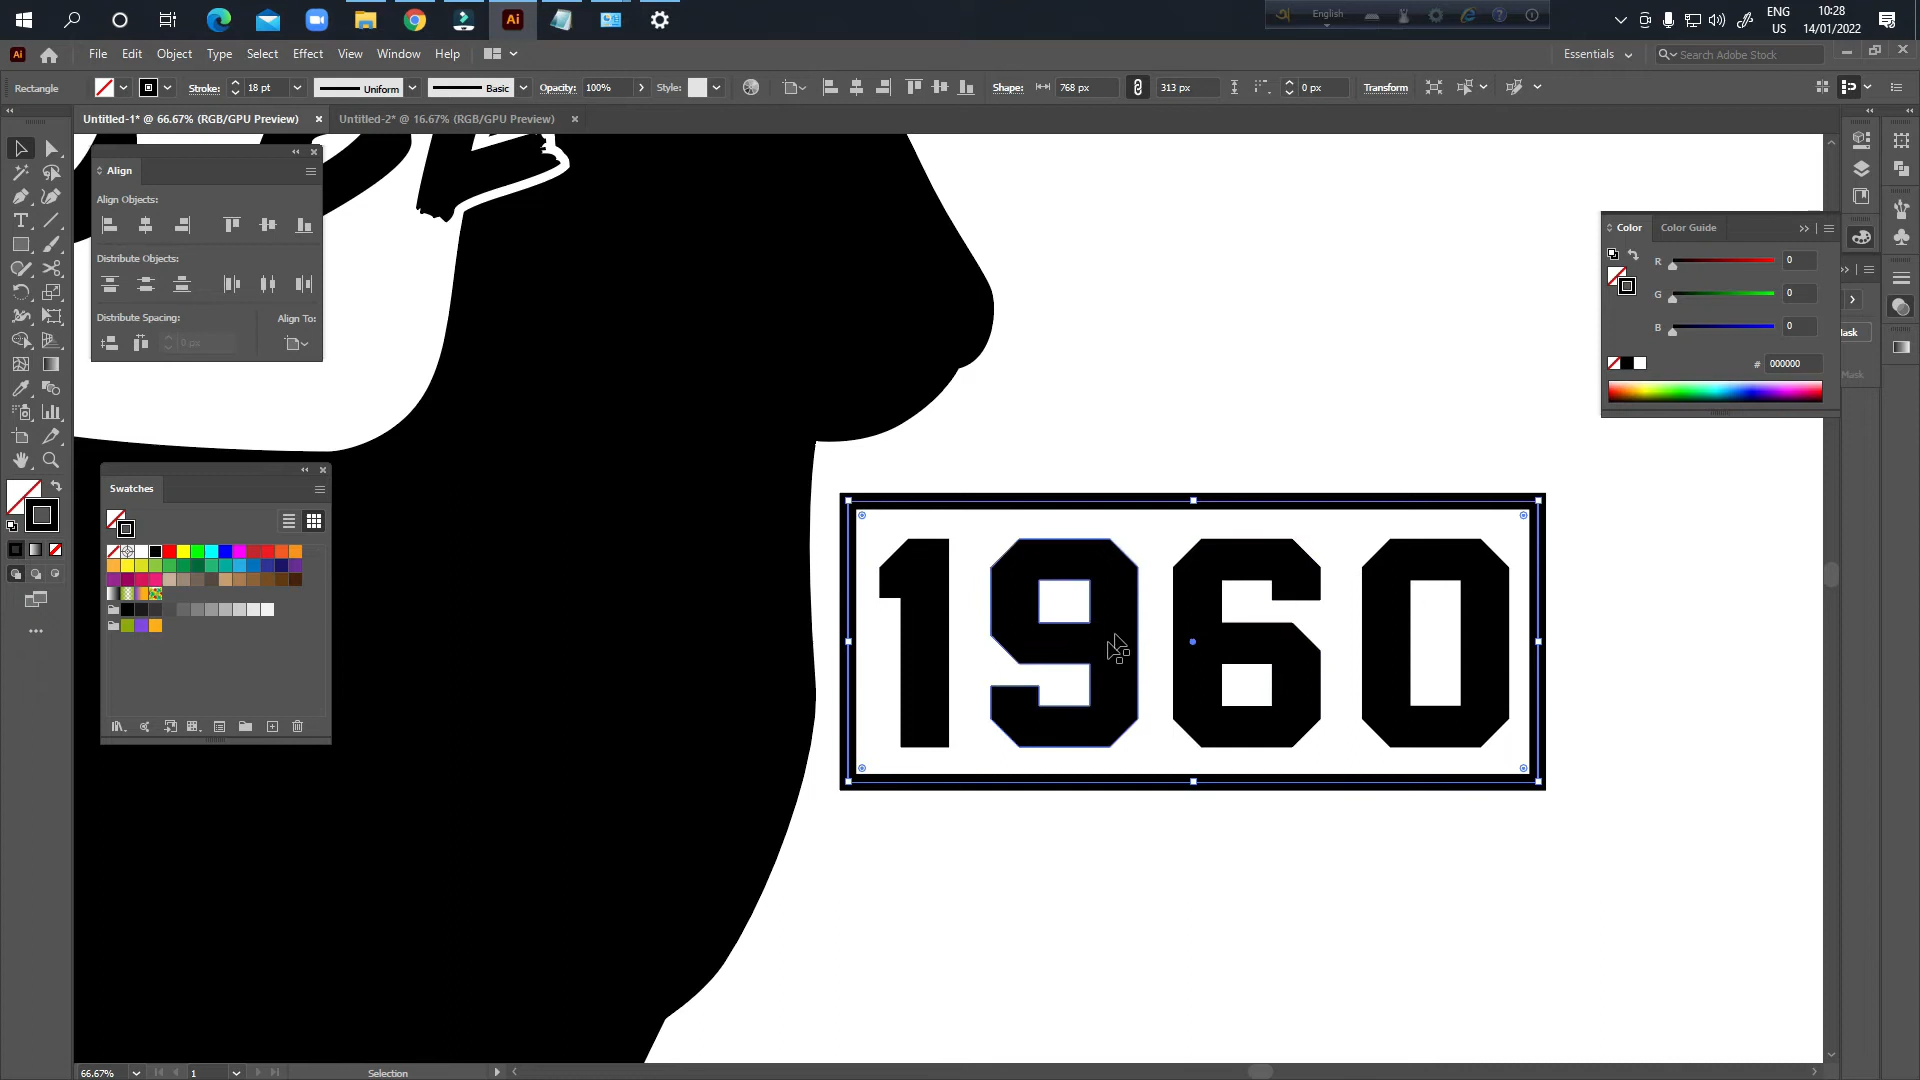 English
ENG
US
10:28
14/01/2022
Ai
File Edit Object Type Select Effect View Window Help
Essentials
Search Adobe Stock
Rectangle
Stroke: 18 pt
Uniform
Basic
Opacity: 100%
Style:
Shape: 768 px
313 px
0 px
Transform
Untitled-1* @ 66.67% (RGB/GPU Preview)
Untitled-2* @ 16.67% (RGB/GPU Preview)
Align
Align Objects:
Distribute Objects:
Distribute Spacing:
Align To:
0 px
Color
Color Guide
R 0
G 0
B 0
# 000000
Mask
Swatches
1960
66.67%
1
Selection